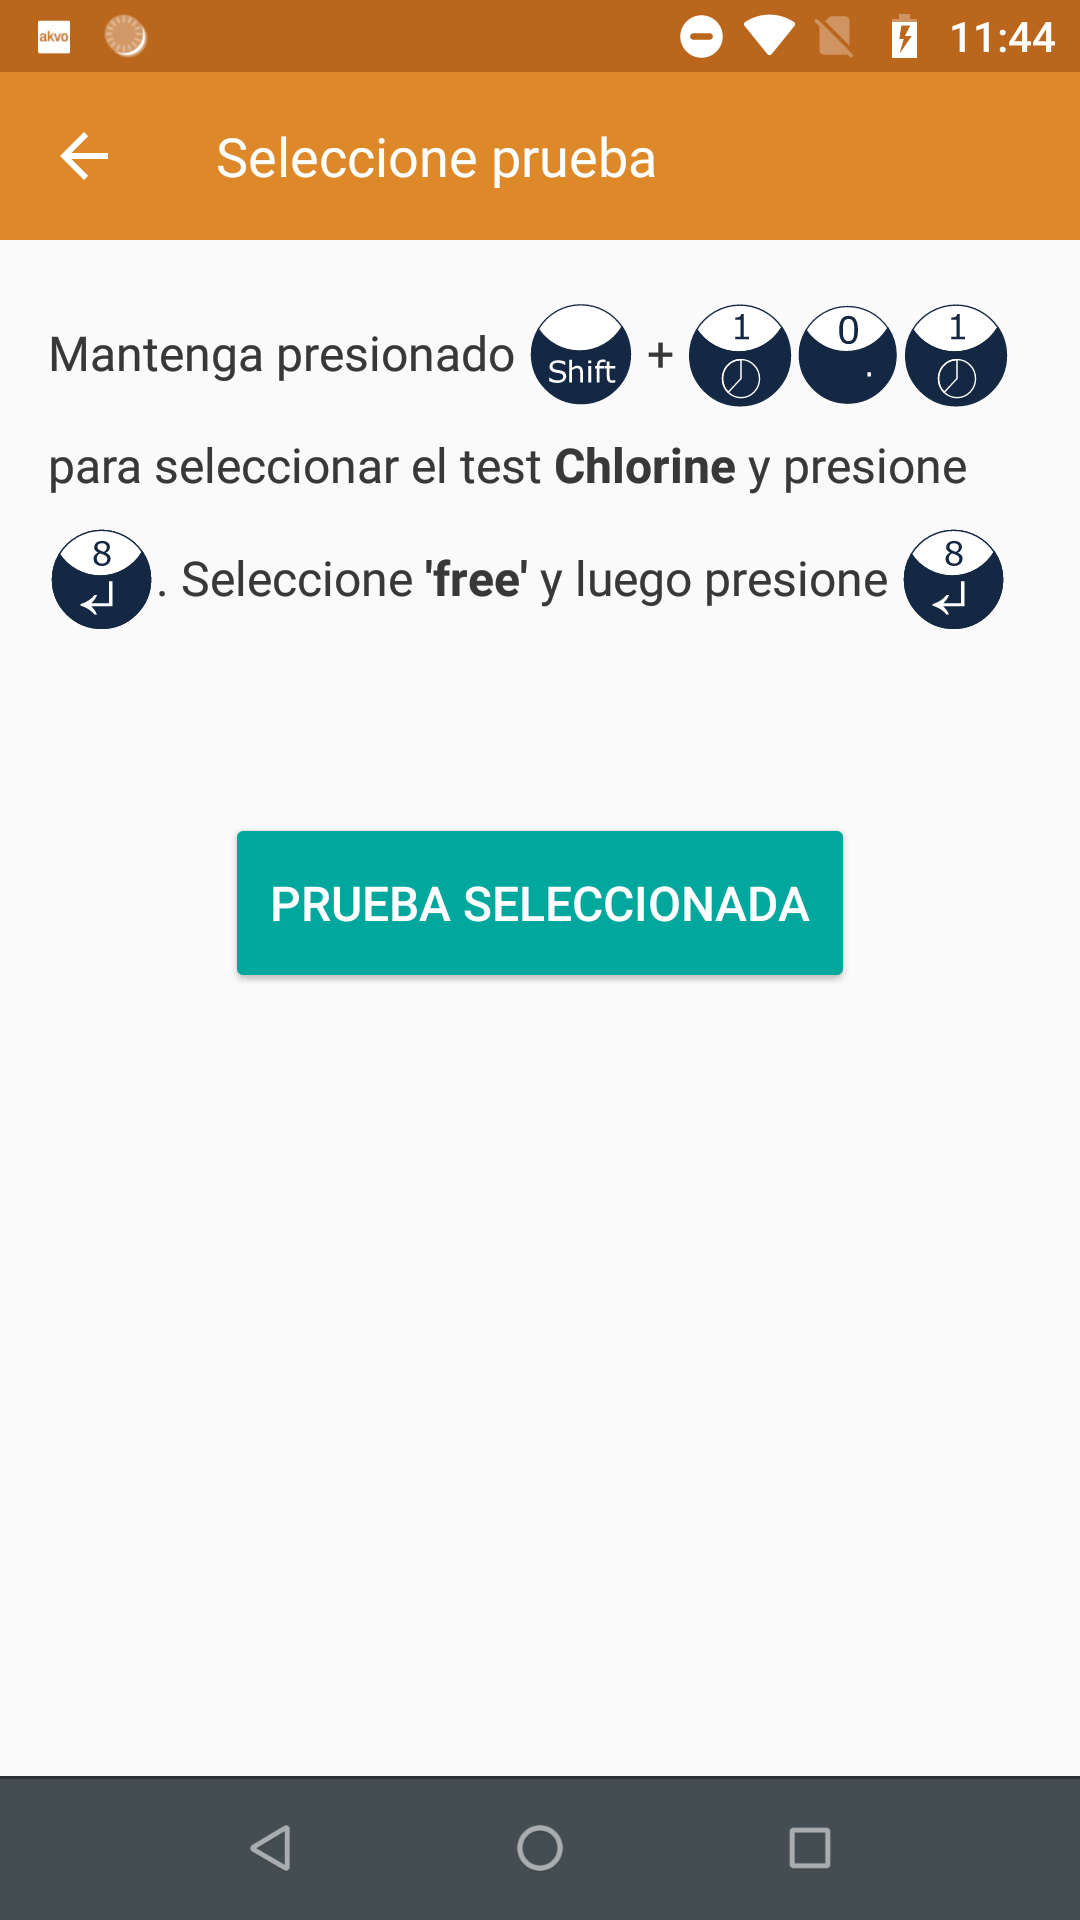 akvo 11:44
Seleccione prueba
Mantenga presionado Shift + 1 0 . 1
para seleccionar el test Chlorine y presione
8 . Seleccione 'free' y luego presione 8
PRUEBA SELECCIONADA